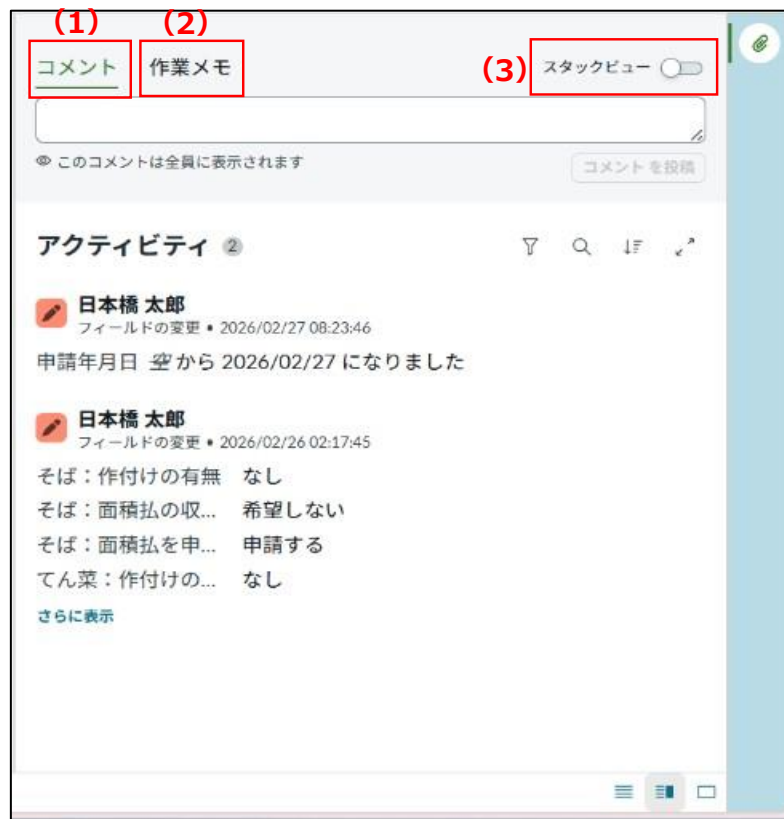 (1) (2)
コメント 作業メモ (3) スタックビュー
このコメントは全員に表示されます コメント を投稿
アクティビティ 2
日本橋 太郎
フィールドの変更 • 2026/02/27 08:23:46
申請年月日 空 から 2026/02/27 になりました
日本橋 太郎
フィールドの変更 • 2026/02/26 02:17:45
そば：作付けの有無 なし
そば：面積払の収... 希望しない
そば：面積払を申... 申請する
てん菜：作付けの... なし
さらに表示